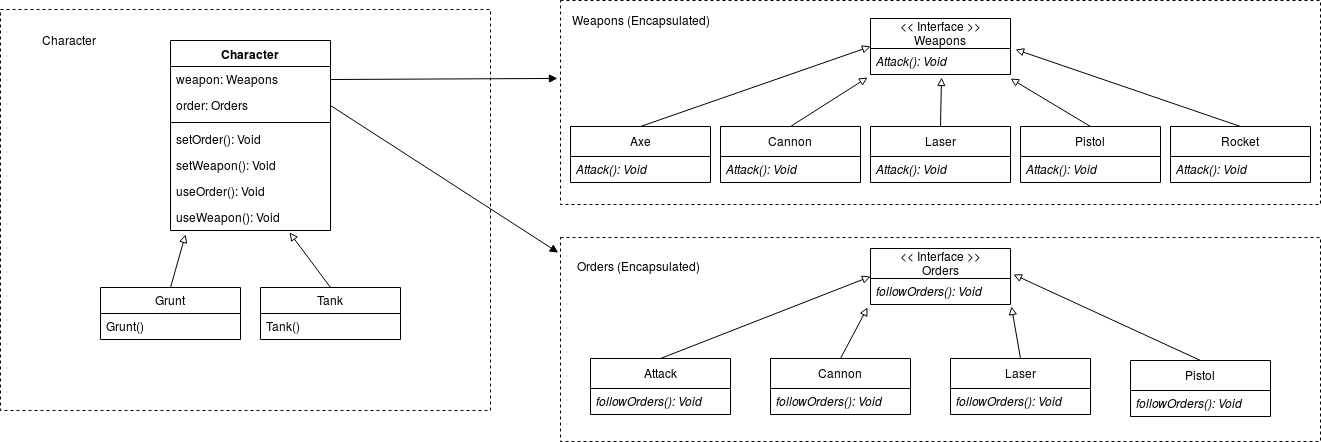 Character
Character
weapon: Weapons
order: Orders
setOrder(): Void
setWeapon(): Void
useOrder(): Void
useWeapon(): Void
Grunt
Grunt()
Tank
Tank()
Weapons (Encapsulated)
<< Interface >>
Weapons
Attack(): Void
Axe
Attack(): Void
Cannon
Attack(): Void
Laser
Attack(): Void
Pistol
Attack(): Void
Rocket
Attack(): Void
Orders (Encapsulated)
<< Interface >>
Orders
followOrders(): Void
Attack
followOrders(): Void
Cannon
followOrders(): Void
Laser
followOrders(): Void
Pistol
followOrders(): Void